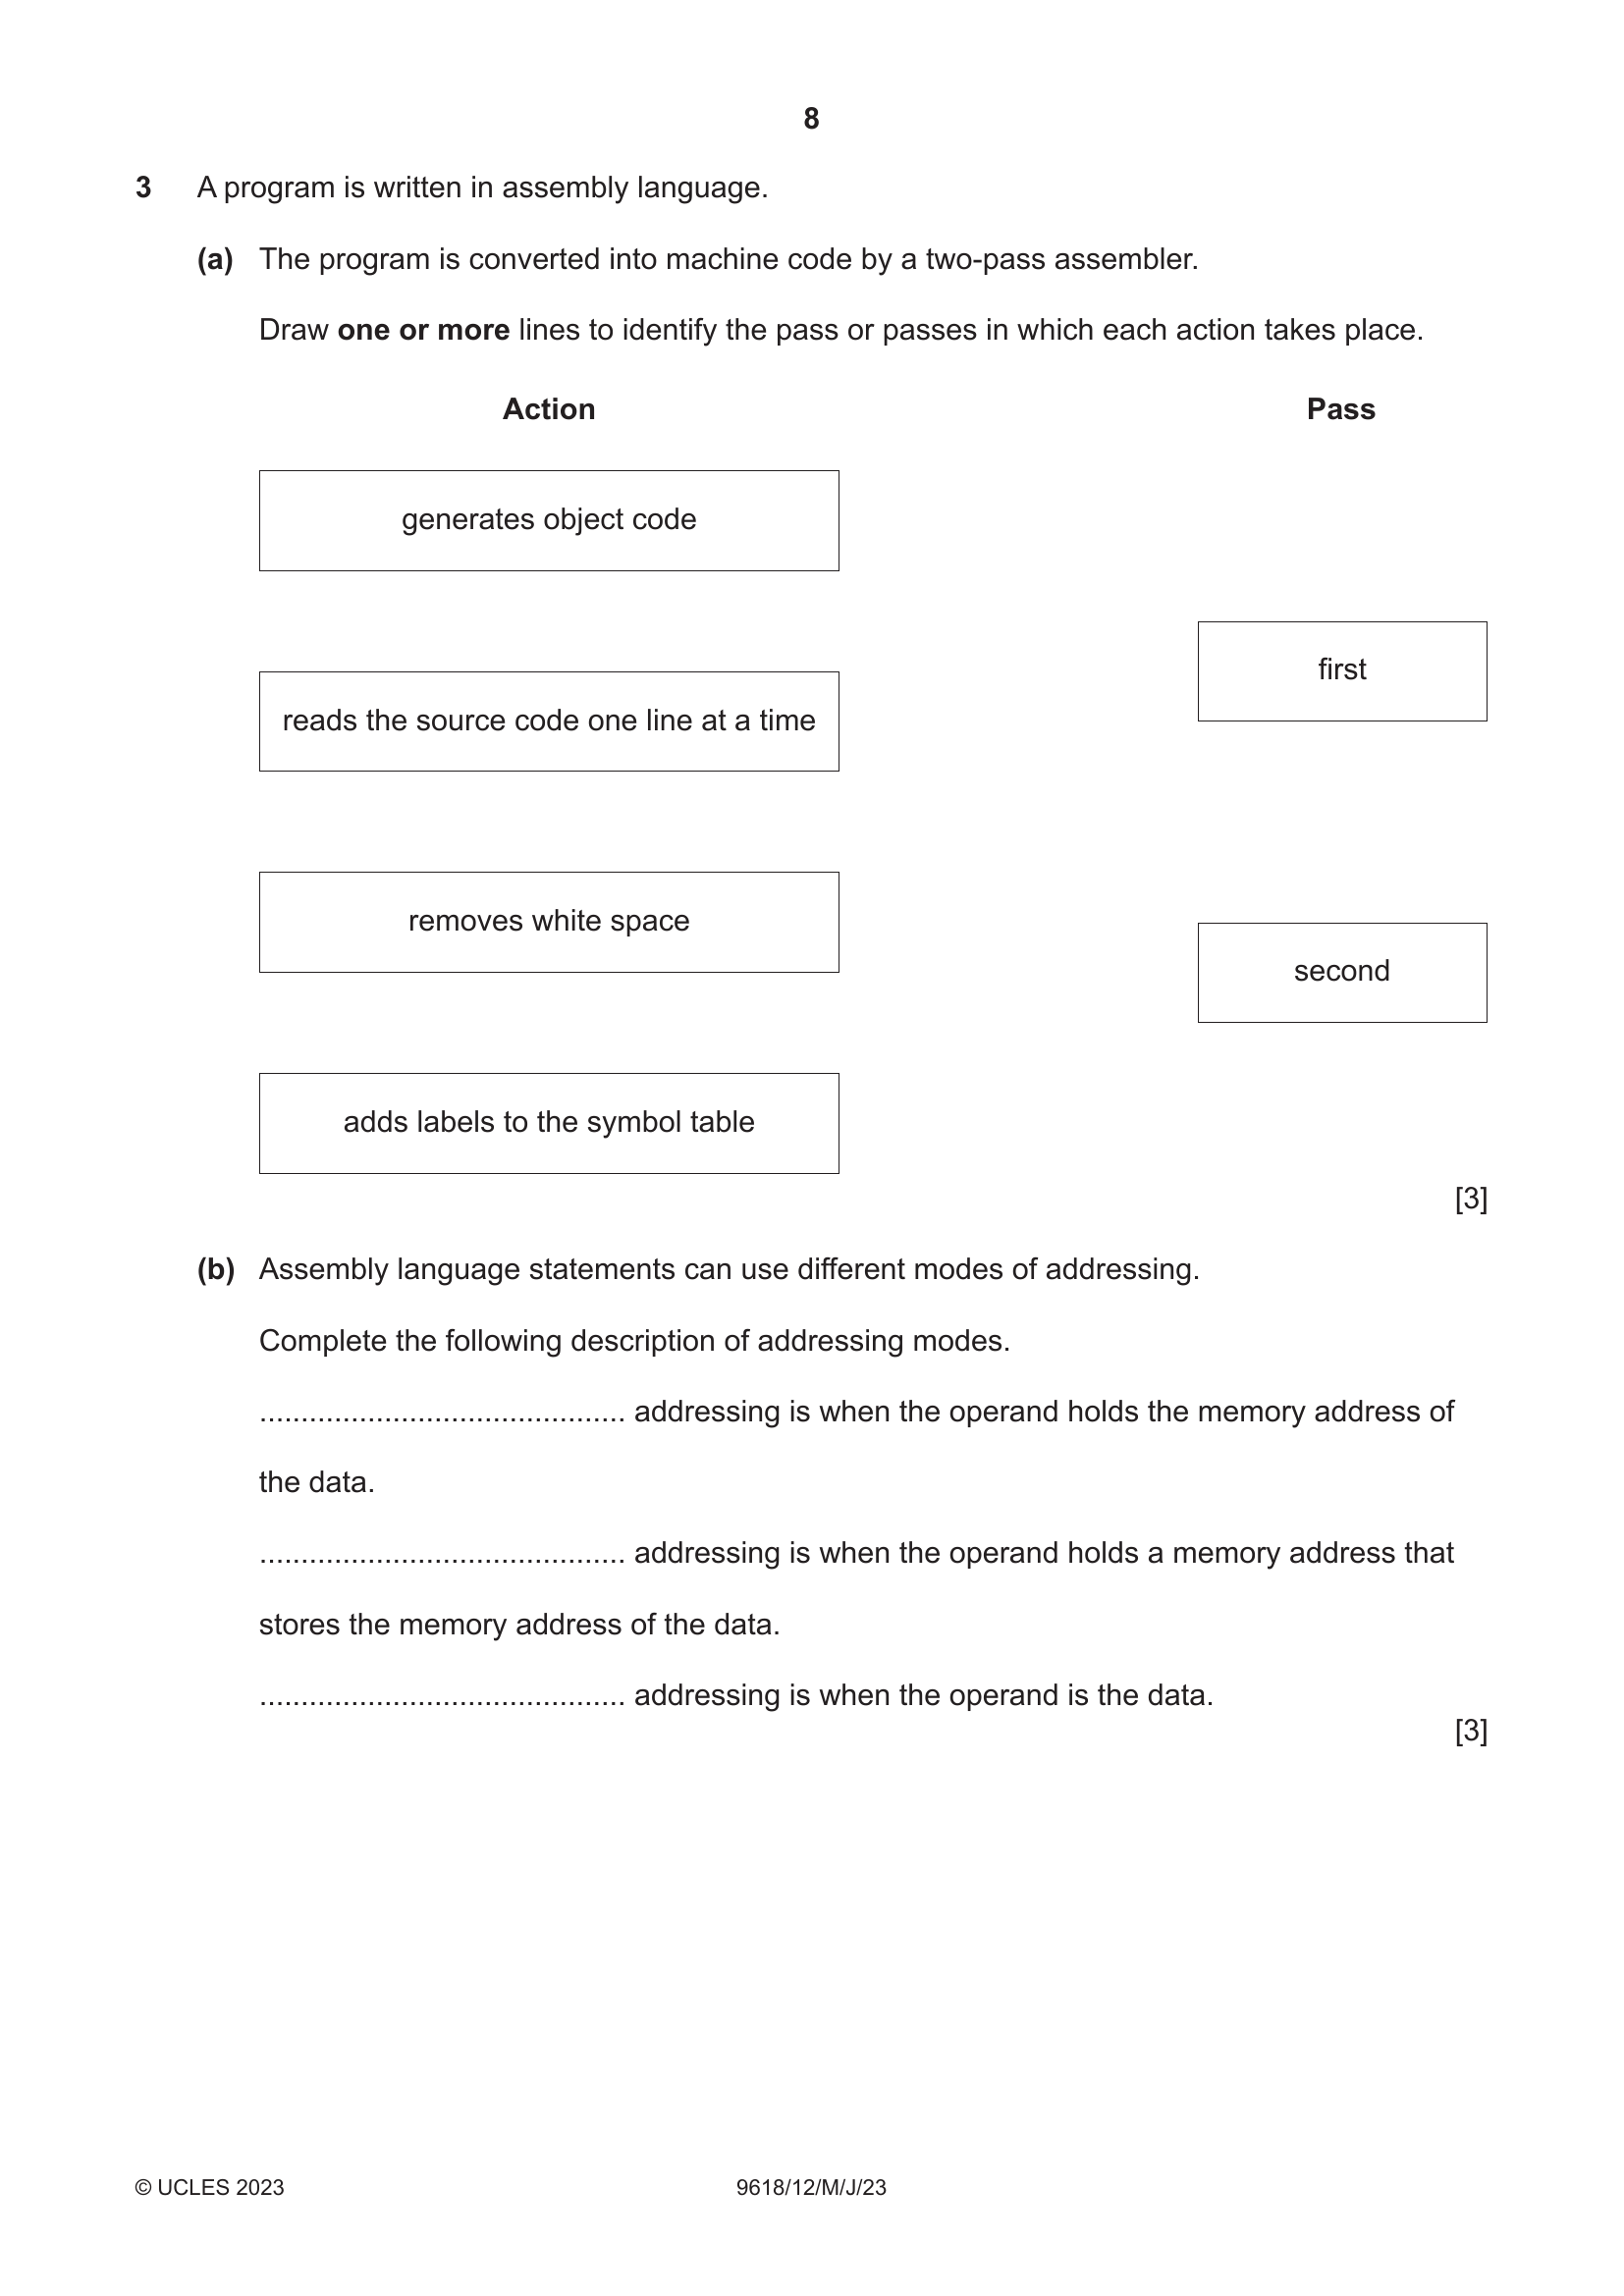 8
3 A program is written in assembly language.
(a) The program is converted into machine code by a two-pass assembler.
Draw one or more lines to identify the pass or passes in which each action takes place.
Action Pass
generates object code
first
reads the source code one line at a time
removes white space
second
adds labels to the symbol table
[3]
(b) Assembly language statements can use different modes of addressing.
Complete the following description of addressing modes.
............................................ addressing is when the operand holds the memory address of
the data.
............................................ addressing is when the operand holds a memory address that
stores the memory address of the data.
............................................ addressing is when the operand is the data.
[3]
© UCLES 2023 9618/12/M/J/23